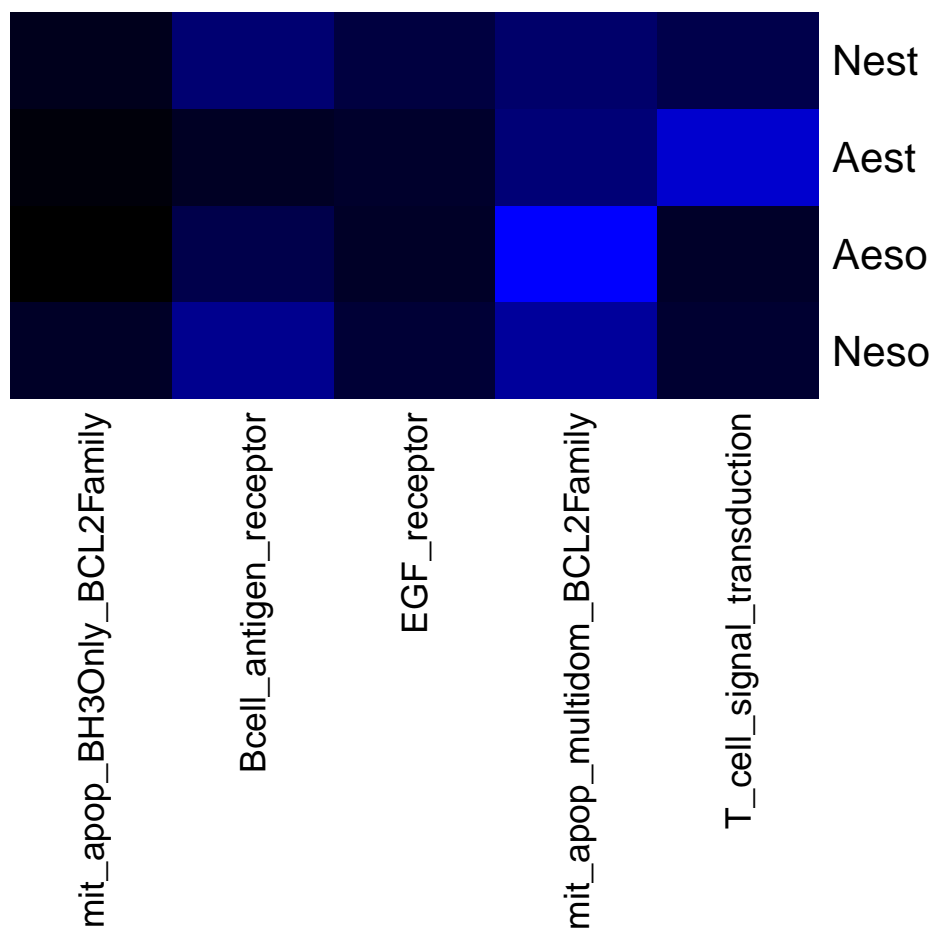 Nest
Aest
Aeso
Neso
mit_apop_BH3Only_BCL2Family
Bcell_antigen_receptor
EGF_receptor
mit_apop_multidom_BCL2Family
T_cell_signal_transduction